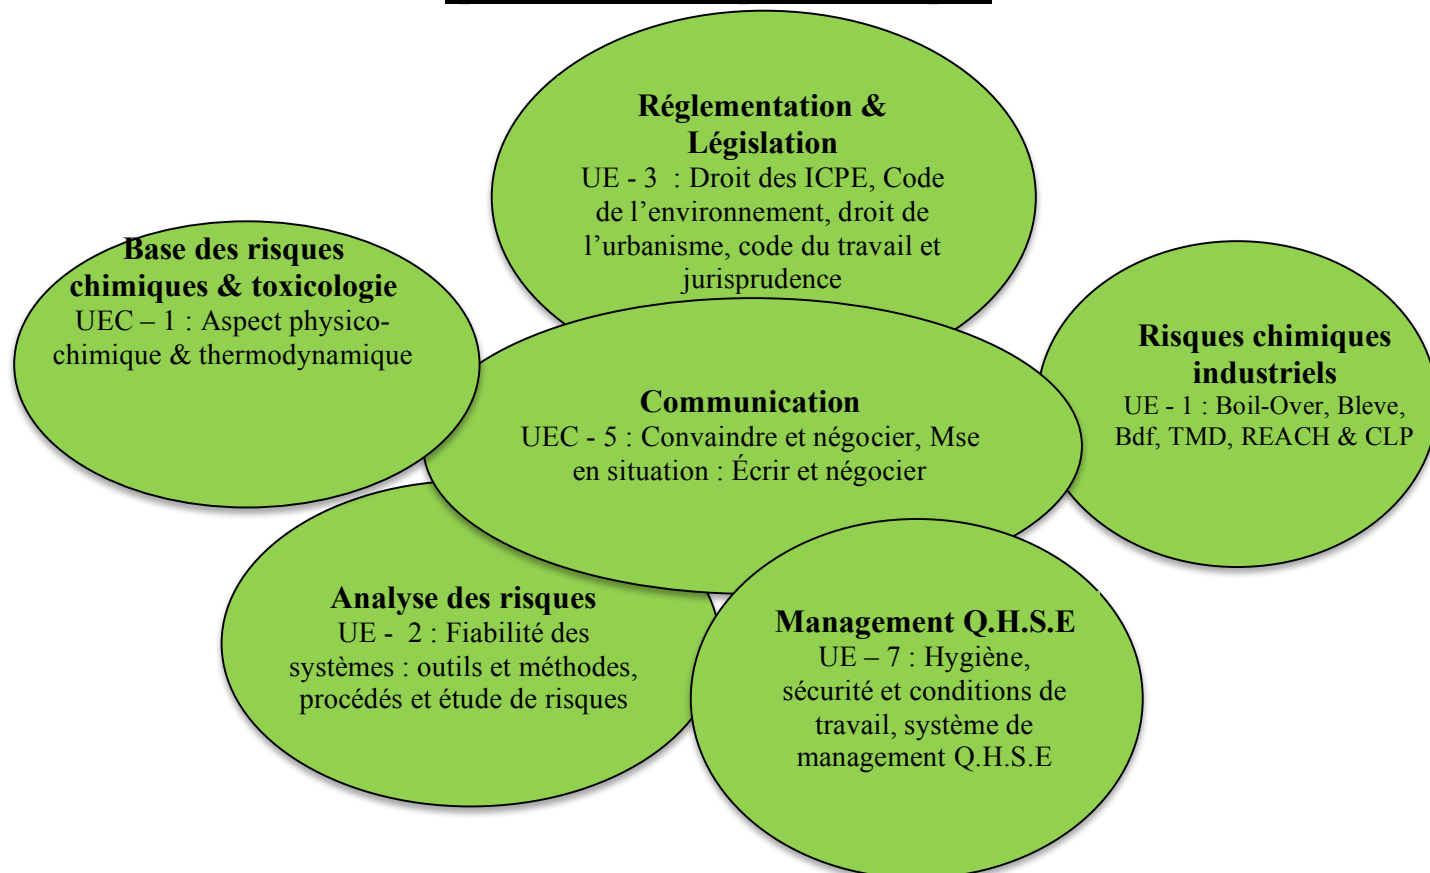 Réglementation &
Législation
UE - 3 : Droit des ICPE, Code
de l’environnement, droit de
l’urbanisme, code du travail et
jurisprudence
Base des risques
chimiques & toxicologie
UEC – 1 : Aspect physico-
chimique & thermodynamique
Risques chimiques
industriels
UE - 1 : Boil-Over, Bleve,
Bdf, TMD, REACH & CLP
Communication
UEC - 5 : Convaindre et négocier, Mse
en situation : Écrir et négocier
Analyse des risques
UE - 2 : Fiabilité des
systèmes : outils et méthodes,
procédés et étude de risques
Management Q.H.S.E
UE – 7 : Hygiène,
sécurité et conditions de
travail, système de
management Q.H.S.E